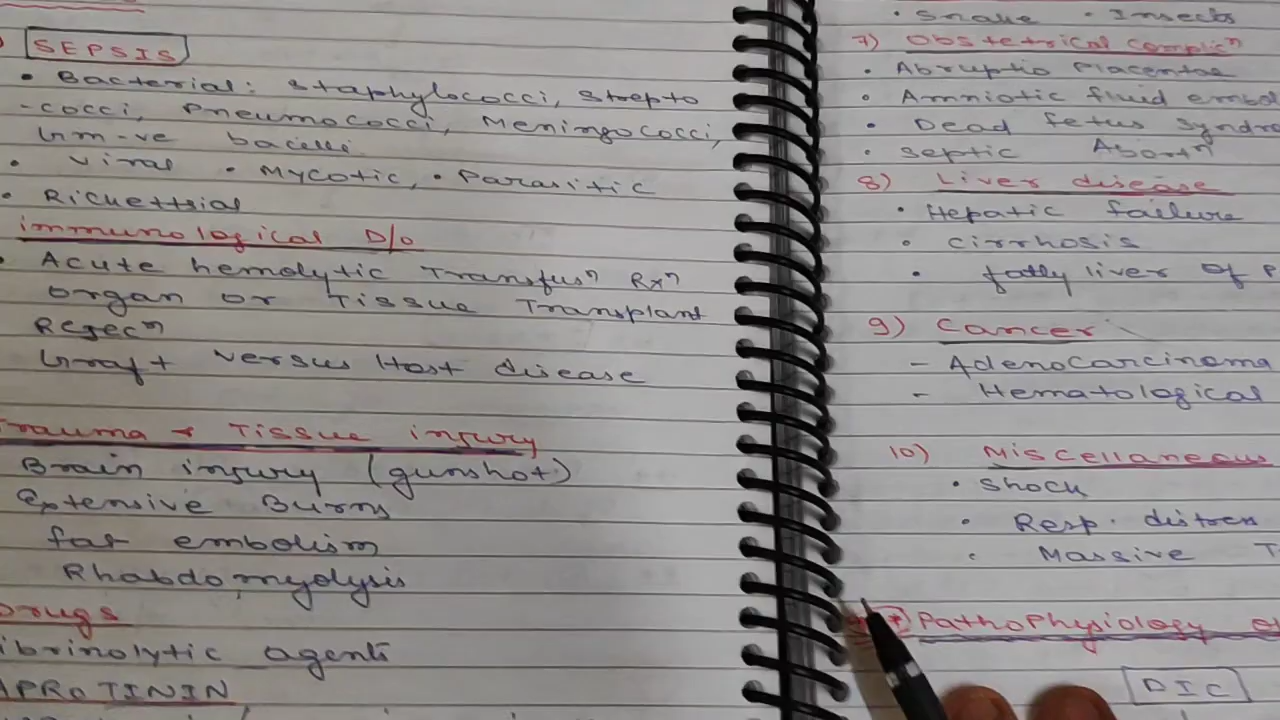 SEPSIS
• Bacterial: Staphylococci, Strepto
-cocci, Pneumococci, Meningococci,
Gm-ve bacilli
• Viral • Mycotic, • Parasitic
• Rickettsial
immunological D/o
• Acute hemolytic Transfusⁿ Rxⁿ
organ or Tissue Transplant
Rejecⁿ
Graft versus Host disease
Trauma & Tissue injury
Brain injury (gunshot)
Extensive Burns
fat embolism
Rhabdomyolysis
Drugs
ibrinolytic agents
APROTININ
• Snake • Insects
7) Obstetrical complicⁿ
• Abruptio Placentae
• Amniotic fluid embol
• Dead fetus Syndro
• Septic Abortⁿ
8) Liver disease
• Hepatic failure
• Cirrhosis
• fatty liver of P
9) Cancer
- Adenocarcinoma
- Hematological
10) Miscellaneous
• Shock
• Resp. distress
• Massive T
Pathophysiology of
DIC